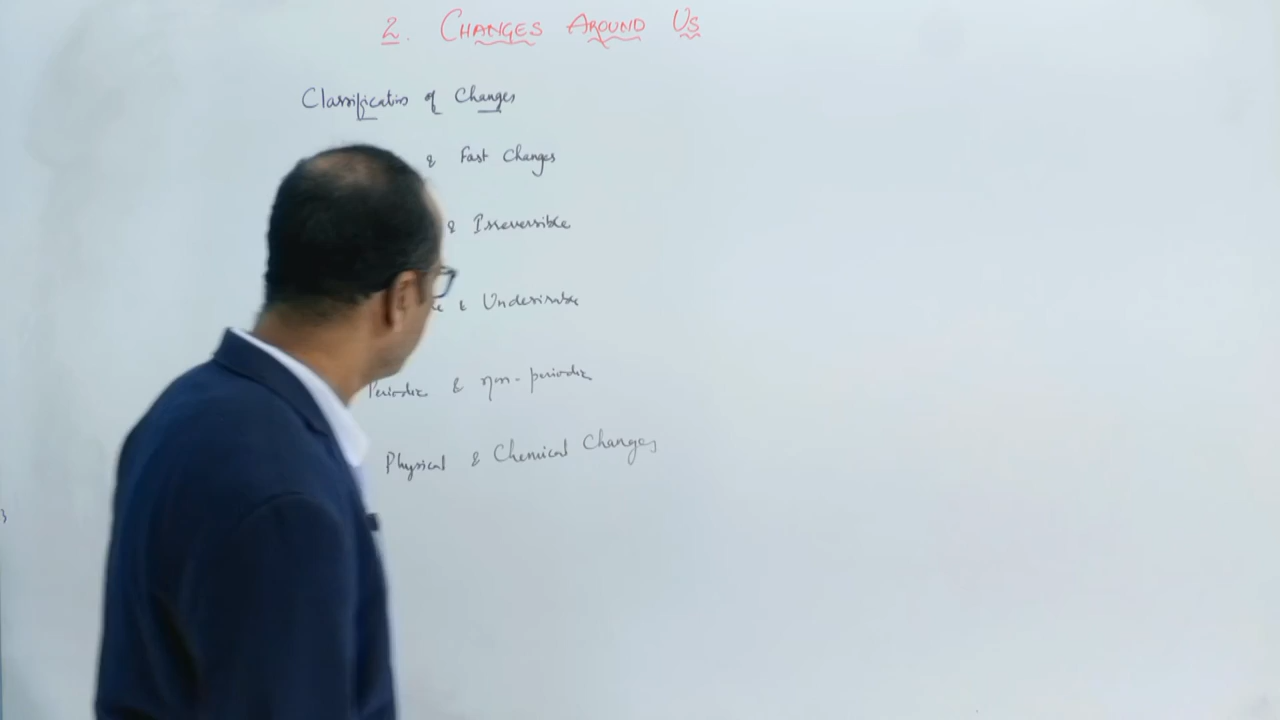 2. CHANGES AROUND US
Classification of Changes
& Fast Changes
& Irreversible
& Undesirable
Periodic & non-periodic
Physical & Chemical Changes